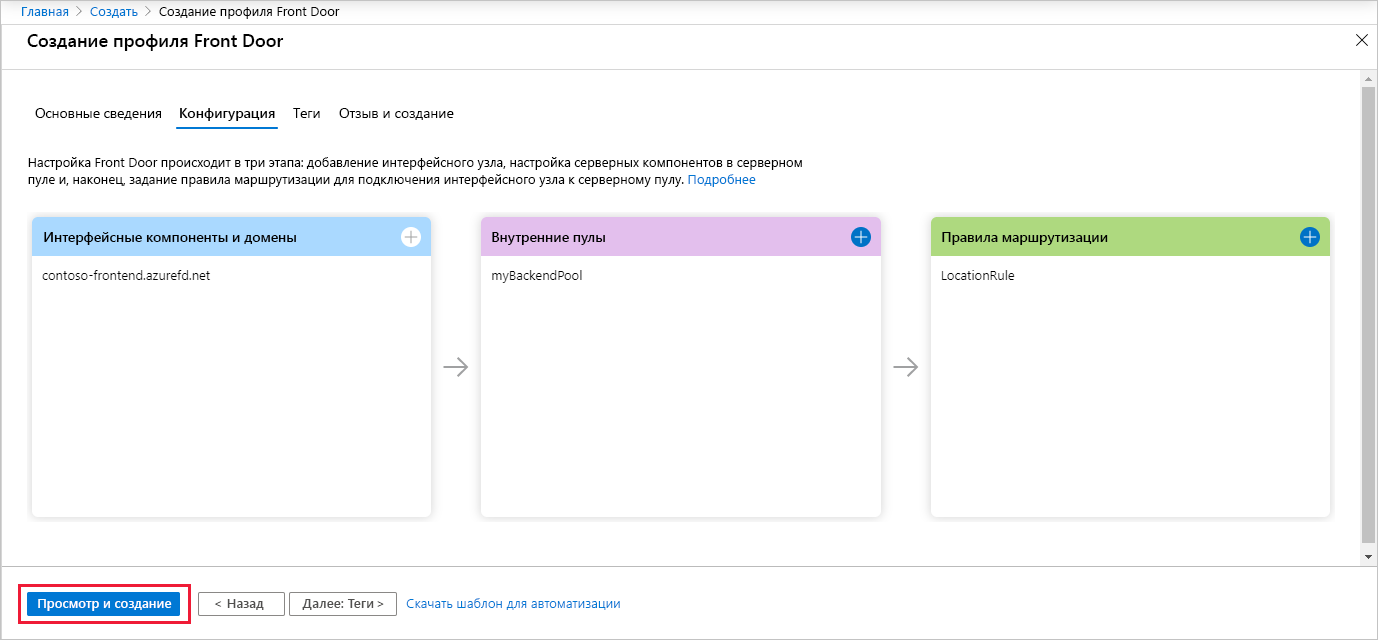 Главная > Создать > Создание профиля Front Door
Создание профиля Front Door
Основные сведения Конфигурация Теги Отзыв и создание
Настройка Front Door происходит в три этапа: добавление интерфейсного узла, настройка серверных компонентов в серверном
пуле и, наконец, задание правила маршрутизации для подключения интерфейсного узла к серверному пулу. Подробнее
Интерфейсные компоненты и домены
contoso-frontend.azurefd.net
Внутренние пулы
myBackendPool
Правила маршрутизации
LocationRule
Просмотр и создание < Назад Далее: Теги > Скачать шаблон для автоматизации